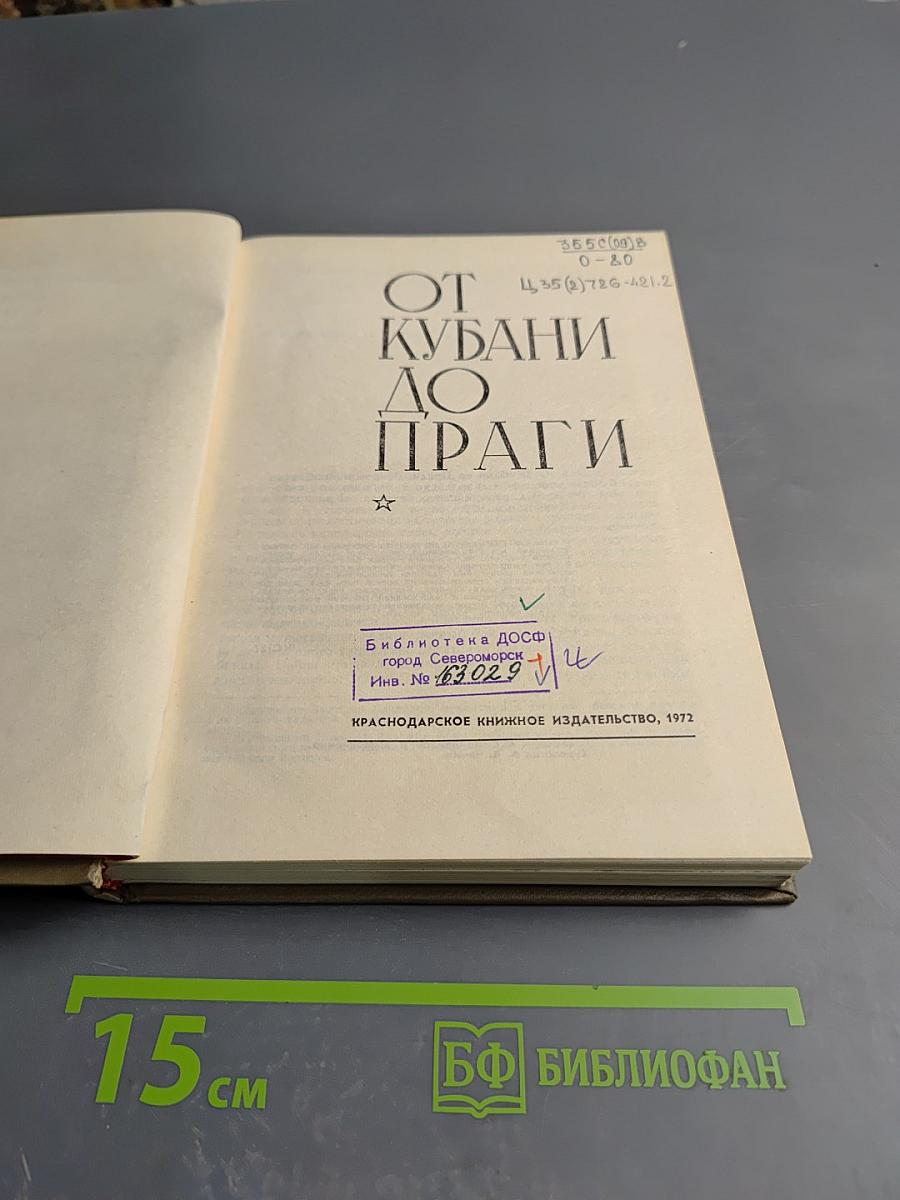 355С(09)В
О-80
Ц35(2)726-421.2
ОТ
КУБАНИ
ДО
ПРАГИ
Библиотека ДОСФ
город Североморск
Инв. № 163029
КРАСНОДАРСКОЕ КНИЖНОЕ ИЗДАТЕЛЬСТВО, 1972
15 см
БФ БИБЛИОФАН